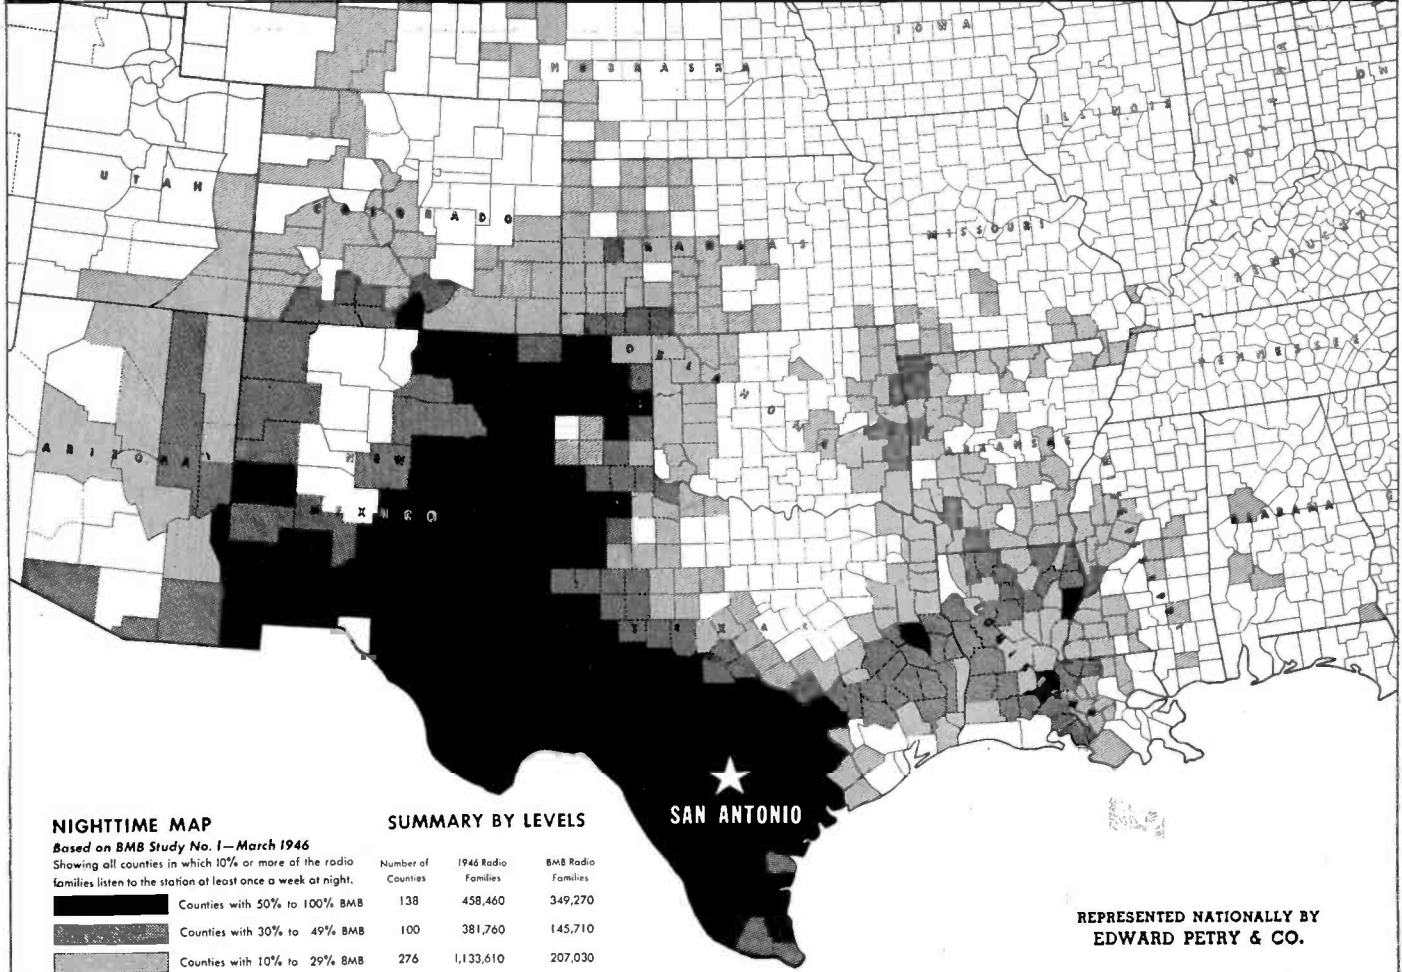 IOWA
NEBRASKA
ILLINOIS
UTAH
COLORADO
KANSAS
MISSOURI
KENTUCKY
TENNESSEE
ARIZONA
NEW
MEXICO
ARKANSAS
ALABAMA
TEXAS
SAN ANTONIO
NIGHTTIME MAP
Based on BMB Study No. 1—March 1946
Showing all counties in which 10% or more of the radio
families listen to the station at least once a week at night.
SUMMARY BY LEVELS
Number of Counties 1946 Radio Families BMB Radio Families
Counties with 50% to 100% BMB 138 458,460 349,270
Counties with 30% to 49% BMB 100 381,760 145,710
Counties with 10% to 29% BMB 276 1,133,610 207,030
REPRESENTED NATIONALLY BY
EDWARD PETRY & CO.